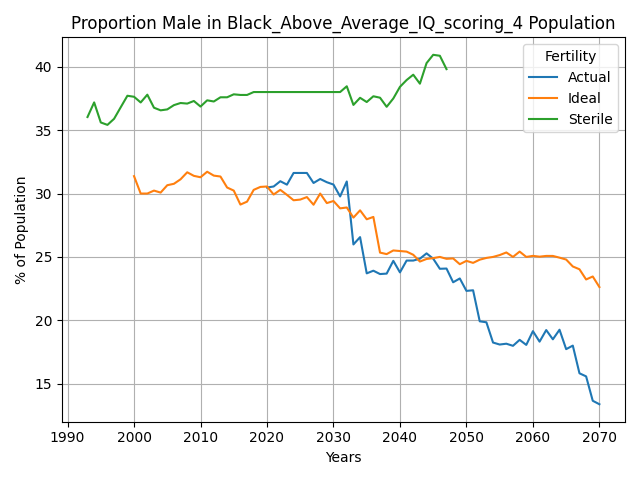 Proportion Male in Black_Above_Average_IQ_scoring_4 Population
Fertility
Actual
Ideal
Sterile
% of Population
40
35
30
25
20
15
1990 2000 2010 2020 2030 2040 2050 2060 2070
Years